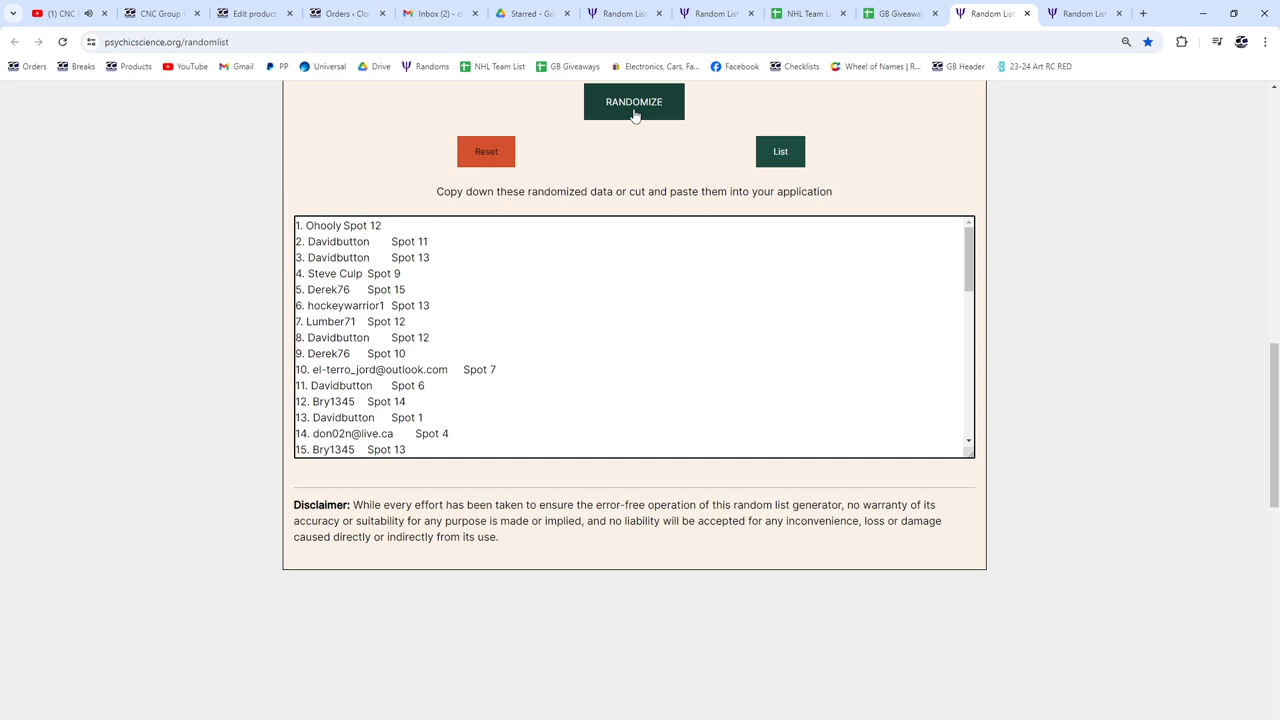 (1) CNC
CNC Group
Edit product
Orders ‹ Clo
Inbox (2) - c
Starred - Go
Random List
Random List
NHL Team L
GB Giveaway
Random List
Random List
psychicscience.org/randomlist
Orders
Breaks
Products
YouTube
Gmail
PP
Universal
Drive
Randoms
NHL Team List
GB Giveaways
Electronics, Cars, Fa...
Facebook
Checklists
Wheel of Names | R...
GB Header
23-24 Art RC RED
RANDOMIZE
Reset
List
Copy down these randomized data or cut and paste them into your application
1. Ohooly Spot 12
2. Davidbutton Spot 11
3. Davidbutton Spot 13
4. Steve Culp Spot 9
5. Derek76 Spot 15
6. hockeywarrior1 Spot 13
7. Lumber71 Spot 12
8. Davidbutton Spot 12
9. Derek76 Spot 10
10. el-terro_jord@outlook.com Spot 7
11. Davidbutton Spot 6
12. Bry1345 Spot 14
13. Davidbutton Spot 1
14. don02n@live.ca Spot 4
15. Bry1345 Spot 13
Disclaimer: While every effort has been taken to ensure the error-free operation of this random list generator, no warranty of its
accuracy or suitability for any purpose is made or implied, and no liability will be accepted for any inconvenience, loss or damage
caused directly or indirectly from its use.